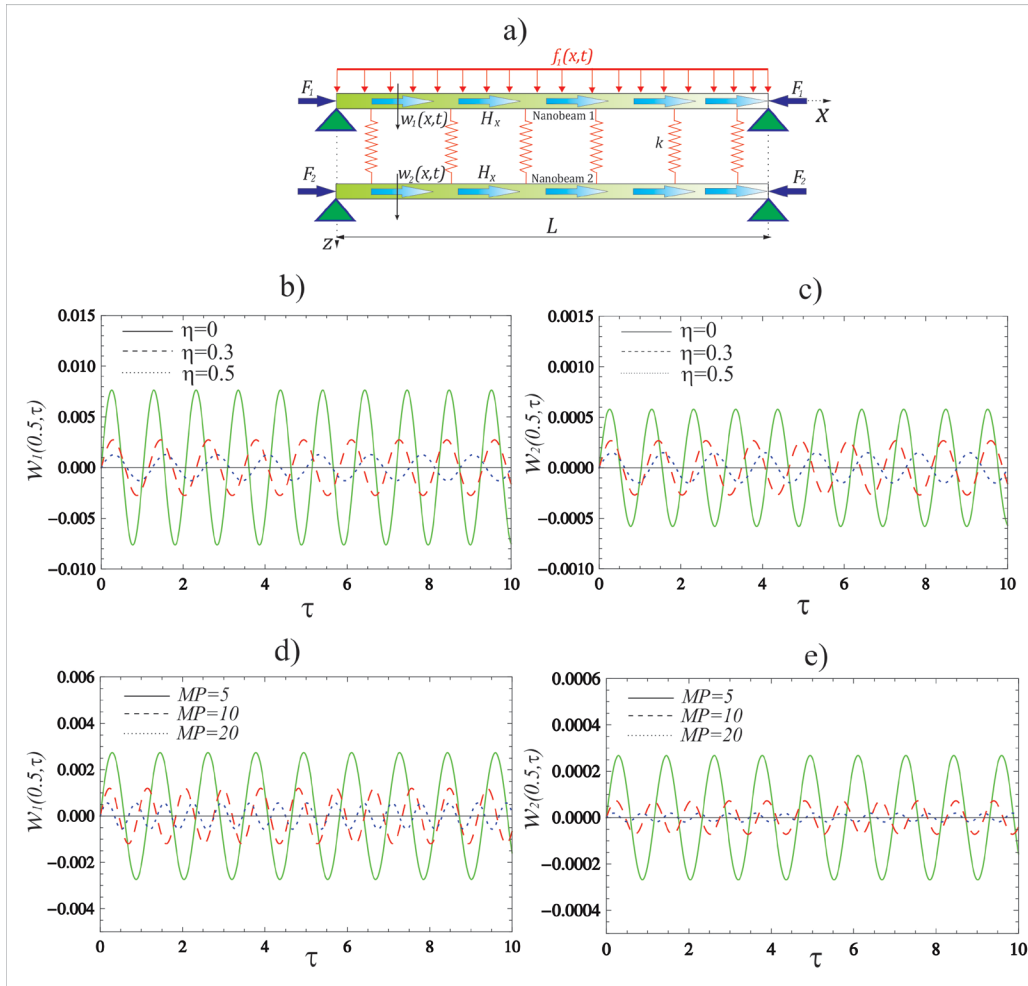 a)
f₁(x,t)
F₁ F₁
w₁(x,t) Hₓ Nanobeam 1 X
k
F₂ w₂(x,t) Hₓ Nanobeam 2 F₂
L
z
b)
0.015
η=0
η=0.3
η=0.5
0.010
0.005
0.000
−0.005
−0.010
W₁(0.5,τ)
0 2 4 6 8 10
τ
c)
0.0015
η=0
η=0.3
η=0.5
0.0010
0.0005
0.0000
−0.0005
−0.0010
W₂(0.5,τ)
0 2 4 6 8 10
τ
d)
0.006
MP=5
MP=10
MP=20
0.004
0.002
0.000
−0.002
−0.004
W₁(0.5,τ)
0 2 4 6 8 10
τ
e)
0.0006
MP=5
MP=10
MP=20
0.0004
0.0002
0.0000
−0.0002
−0.0004
W₂(0.5,τ)
0 2 4 6 8 10
τ